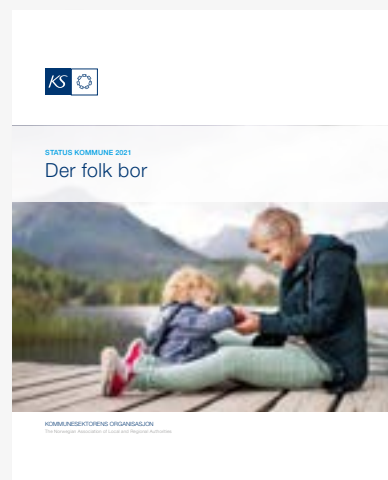 KS
STATUS KOMMUNE 2021
Der folk bor
KOMMUNESEKTORENS ORGANISASJON
The Norwegian Association of Local and Regional Authorities